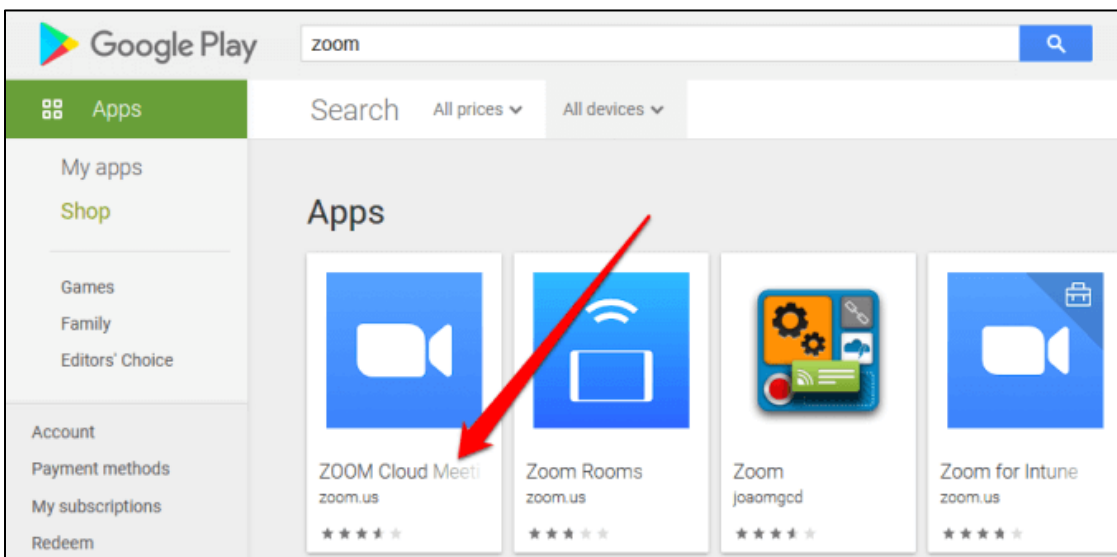 Google Play
zoom
Apps
Search All prices All devices
My apps
Shop
Games
Family
Editors' Choice
Account
Payment methods
My subscriptions
Redeem
Apps
ZOOM Cloud Meeti
zoom.us
Zoom Rooms
zoom.us
Zoom
joaomgcd
Zoom for Intune
zoom.us